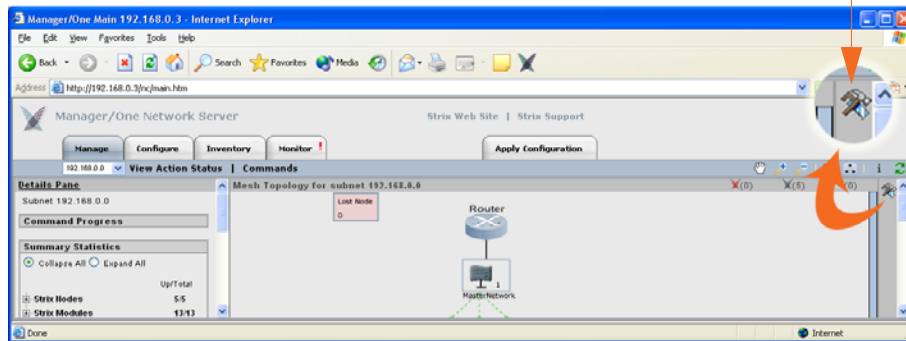 Manager/One Main 192.168.0.3 - Internet Explorer
File Edit View Favorites Tools Help
Back Search Favorites Media
Address http://192.168.0.3/nc/main.htm
Manager/One Network Server
Strix Web Site | Strix Support
Manage Configure Inventory Monitor ! Apply Configuration
192.168.0.0 View Action Status | Commands
Details Pane
Mesh Topology for subnet 192.168.0.0
(0) (5) (0)
Subnet 192.168.0.0
Lost Node
0
Router
Command Progress
Summary Statistics
Collapse All Expand All
Up/Total
1
MasterNetwork
Strix Nodes 5/5
Strix Modules 13/13
Done
Internet